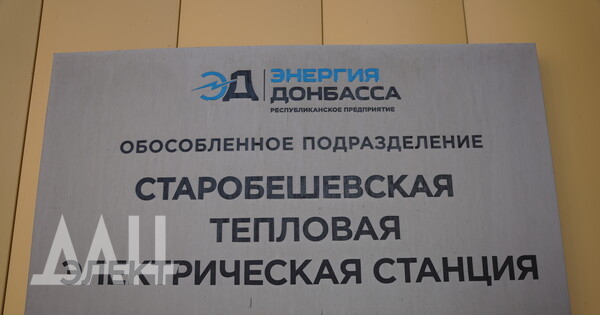 ЭД ЭНЕРГИЯ
ДОНБАССА
РЕСПУБЛИКАНСКОЕ ПРЕДПРИЯТИЕ
ОБОСОБЛЕННОЕ ПОДРАЗДЕЛЕНИЕ
СТАРОБЕШЕВСКАЯ
ТЕПЛОВАЯ
ЭЛЕКТРИЧЕСКАЯ СТАНЦИЯ
ДАН